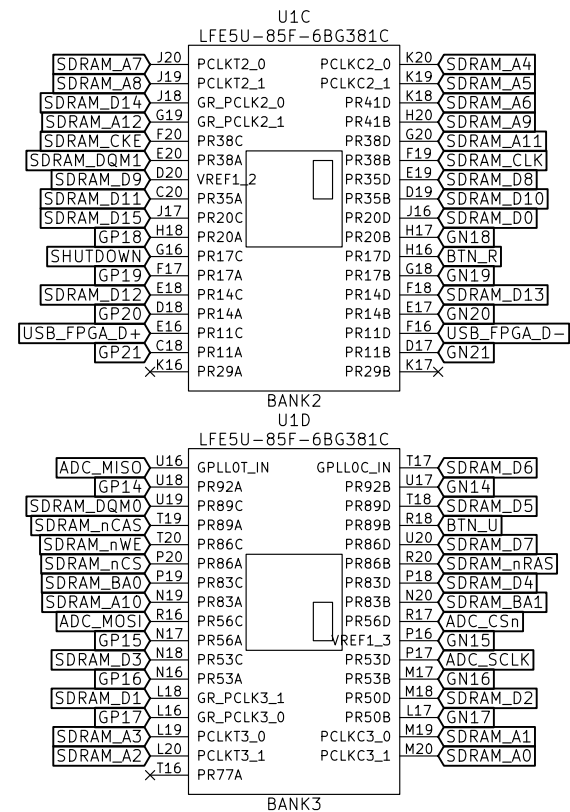 U1C
LFE5U-85F-6BG381C
SDRAM_A7 J20 PCLKT2_0 PCLKC2_0 K20 SDRAM_A4
SDRAM_A8 J19 PCLKT2_1 PCLKC2_1 K19 SDRAM_A5
SDRAM_D14 J18 GR_PCLK2_0 PR41D K18 SDRAM_A6
SDRAM_A12 G19 GR_PCLK2_1 PR41B H20 SDRAM_A9
SDRAM_CKE F20 PR38C PR38D G20 SDRAM_A11
SDRAM_DQM1 E20 PR38A PR38B F19 SDRAM_CLK
SDRAM_D9 D20 VREF1_2 PR35D E19 SDRAM_D8
SDRAM_D11 C20 PR35A PR35B D19 SDRAM_D10
SDRAM_D15 J17 PR20C PR20D J16 SDRAM_D0
GP18 H18 PR20A PR20B H17 GN18
SHUTDOWN G16 PR17C PR17D H16 BTN_R
GP19 F17 PR17A PR17B G18 GN19
SDRAM_D12 E18 PR14C PR14D F18 SDRAM_D13
GP20 D18 PR14A PR14B E17 GN20
USB_FPGA_D+ E16 PR11C PR11D F16 USB_FPGA_D-
GP21 C18 PR11A PR11B D17 GN21
K16 PR29A PR29B K17
BANK2
U1D
LFE5U-85F-6BG381C
ADC_MISO U16 GPLL0T_IN GPLL0C_IN T17 SDRAM_D6
GP14 U18 PR92A PR92B U17 GN14
SDRAM_DQM0 U19 PR89C PR89D T18 SDRAM_D5
SDRAM_nCAS T19 PR89A PR89B R18 BTN_U
SDRAM_nWE T20 PR86C PR86D U20 SDRAM_D7
SDRAM_nCS P20 PR86A PR86B R20 SDRAM_nRAS
SDRAM_BA0 P19 PR83C PR83D P18 SDRAM_D4
SDRAM_A10 N19 PR83A PR83B N20 SDRAM_BA1
ADC_MOSI R16 PR56C PR56D R17 ADC_CSn
GP15 N17 PR56A VREF1_3 P16 GN15
SDRAM_D3 N18 PR53C PR53D P17 ADC_SCLK
GP16 N16 PR53A PR53B M17 GN16
SDRAM_D1 L18 GR_PCLK3_1 PR50D M18 SDRAM_D2
GP17 L16 GR_PCLK3_0 PR50B L17 GN17
SDRAM_A3 L19 PCLKT3_0 PCLKC3_0 M19 SDRAM_A1
SDRAM_A2 L20 PCLKT3_1 PCLKC3_1 M20 SDRAM_A0
T16 PR77A
BANK3